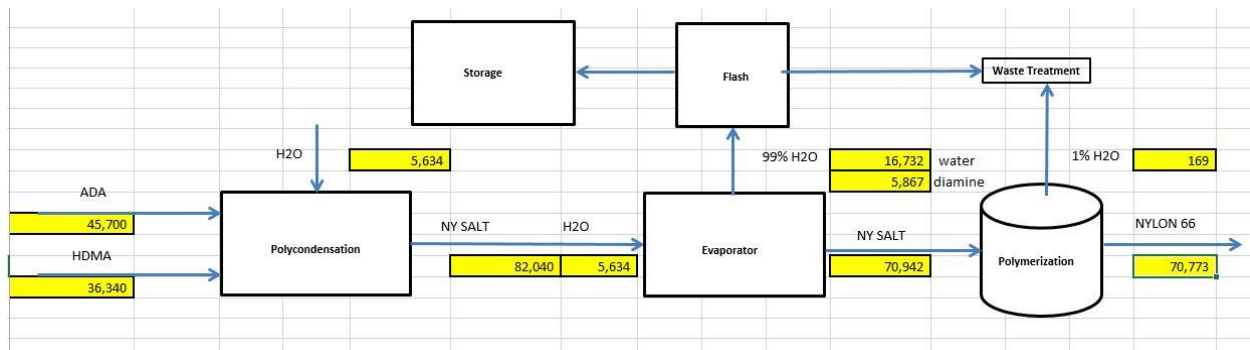 Storage
Flash
Waste Treatment
H2O
5,634
99% H2O
16,732 water
5,867 diamine
1% H2O
169
ADA
45,700
HDMA
36,340
Polycondensation
NY SALT
H2O
82,040
5,634
Evaporator
NY SALT
70,942
Polymerization
NYLON 66
70,773